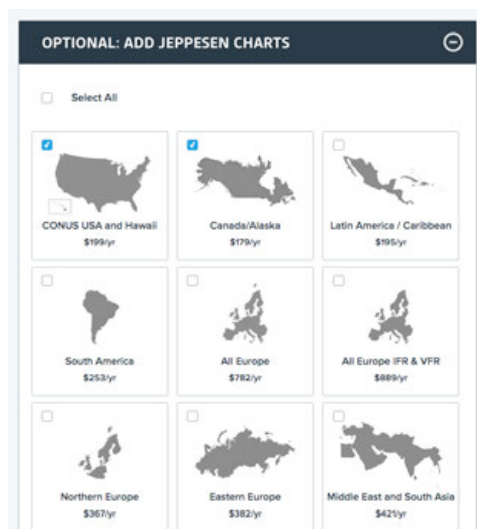 OPTIONAL: ADD JEPPESEN CHARTS
Select All
CONUS USA and Hawaii
$199/yr
Canada/Alaska
$179/yr
Latin America / Caribbean
$195/yr
South America
$253/yr
All Europe
$782/yr
All Europe IFR & VFR
$889/yr
Northern Europe
$367/yr
Eastern Europe
$382/yr
Middle East and South Asia
$421/yr